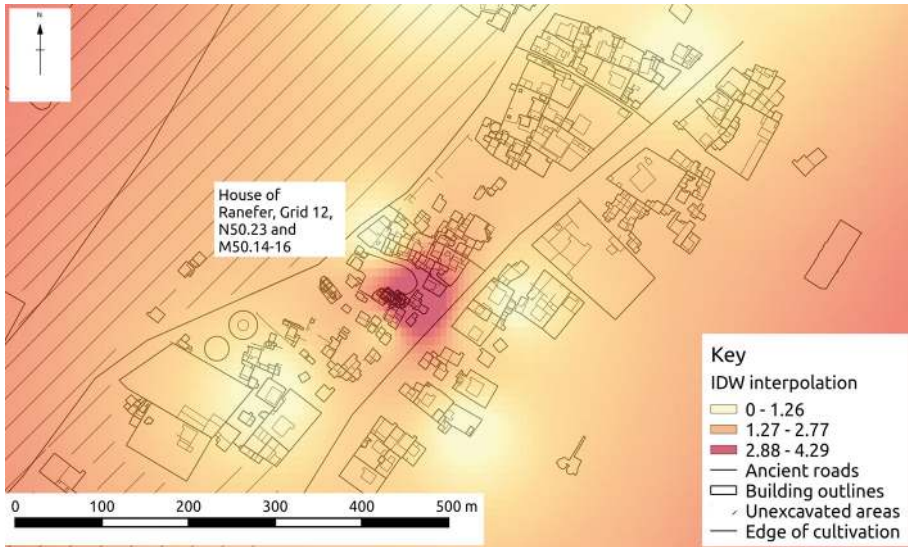 N
House of
Ranefer, Grid 12,
N50.23 and
M50.14-16
Key
IDW interpolation
0 - 1.26
1.27 - 2.77
2.88 - 4.29
Ancient roads
Building outlines
Unexcavated areas
Edge of cultivation
0 100 200 300 400 500 m